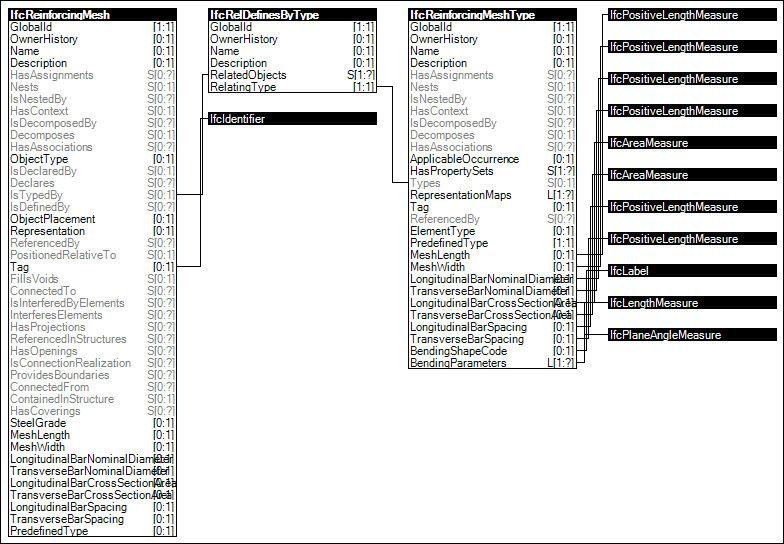 IfcReinforcingMesh
GlobalId [1:1]
OwnerHistory [0:1]
Name [0:1]
Description [0:1]
HasAssignments S[0:?]
Nests S[0:1]
IsNestedBy S[0:?]
HasContext S[0:1]
IsDecomposedBy S[0:?]
Decomposes S[0:1]
HasAssociations S[0:?]
ObjectType [0:1]
IsDeclaredBy S[0:1]
Declares S[0:?]
IsTypedBy S[0:1]
IsDefinedBy S[0:?]
ObjectPlacement [0:1]
Representation [0:1]
ReferencedBy S[0:?]
PositionedRelativeTo S[0:1]
Tag [0:1]
FillsVoids S[0:1]
ConnectedTo S[0:?]
IsInterferedByElements S[0:?]
InterferesElements S[0:?]
HasProjections S[0:?]
ReferencedInStructures S[0:?]
HasOpenings S[0:?]
IsConnectionRealization S[0:?]
ProvidesBoundaries S[0:?]
ConnectedFrom S[0:?]
ContainedInStructure S[0:1]
HasCoverings S[0:?]
SteelGrade [0:1]
MeshLength [0:1]
MeshWidth [0:1]
LongitudinalBarNominalDiameter [0:1]
TransverseBarNominalDiameter [0:1]
LongitudinalBarCrossSectionArea [0:1]
TransverseBarCrossSectionArea [0:1]
LongitudinalBarSpacing [0:1]
TransverseBarSpacing [0:1]
PredefinedType [0:1]
IfcRelDefinesByType
GlobalId [1:1]
OwnerHistory [0:1]
Name [0:1]
Description [0:1]
RelatedObjects S[1:?]
RelatingType [1:1]
IfcIdentifier
IfcReinforcingMeshType
GlobalId [1:1]
OwnerHistory [0:1]
Name [0:1]
Description [0:1]
HasAssignments S[0:?]
Nests S[0:1]
IsNestedBy S[0:?]
HasContext S[0:1]
IsDecomposedBy S[0:?]
Decomposes S[0:1]
HasAssociations S[0:?]
ApplicableOccurrence [0:1]
HasPropertySets S[1:?]
Types S[0:1]
RepresentationMaps L[1:?]
Tag [0:1]
ReferencedBy S[0:?]
ElementType [0:1]
PredefinedType [1:1]
MeshLength [0:1]
MeshWidth [0:1]
LongitudinalBarNominalDiameter [0:1]
TransverseBarNominalDiameter [0:1]
LongitudinalBarCrossSectionArea [0:1]
TransverseBarCrossSectionArea [0:1]
LongitudinalBarSpacing [0:1]
TransverseBarSpacing [0:1]
BendingShapeCode [0:1]
BendingParameters L[1:?]
IfcPositiveLengthMeasure
IfcPositiveLengthMeasure
IfcPositiveLengthMeasure
IfcPositiveLengthMeasure
IfcAreaMeasure
IfcAreaMeasure
IfcPositiveLengthMeasure
IfcPositiveLengthMeasure
IfcLabel
IfcLengthMeasure
IfcPlaneAngleMeasure